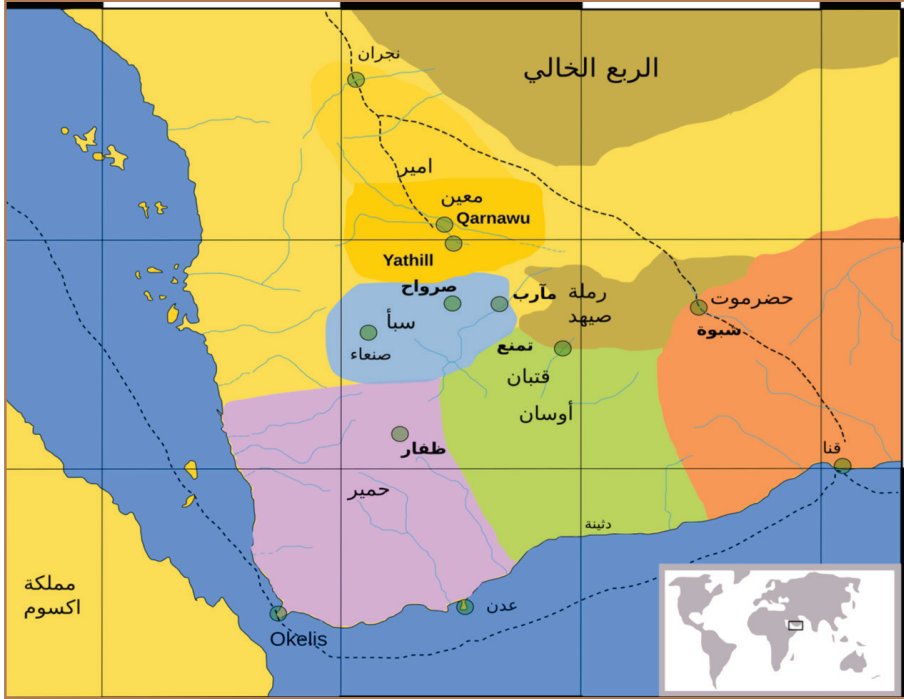 نجران
الربع الخالي
امير
معين
Qarnawu
Yathill
صرواح
مآرب
رملة
صيهد
حضرموت
شبوة
سبأ
صنعاء
تمنع
قتبان
أوسان
ظفار
قنا
حمير
دثينة
مملكة
اكسوم
عدن
Okelis